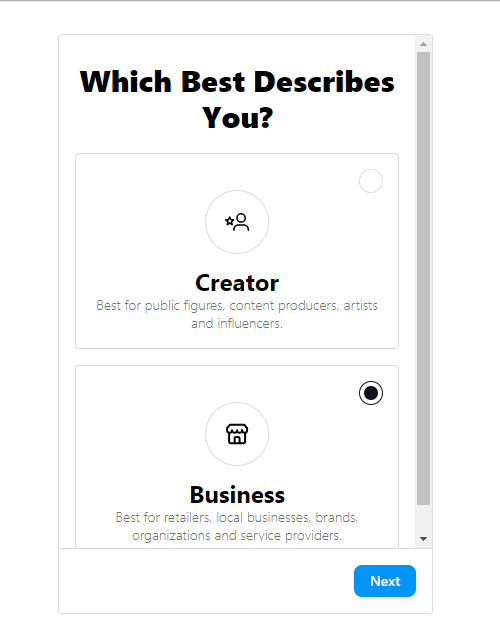 Which Best Describes
You?
Creator
Best for public figures, content producers, artists
and influencers.
Business
Best for retailers, local businesses, brands,
organizations and service providers.
Next